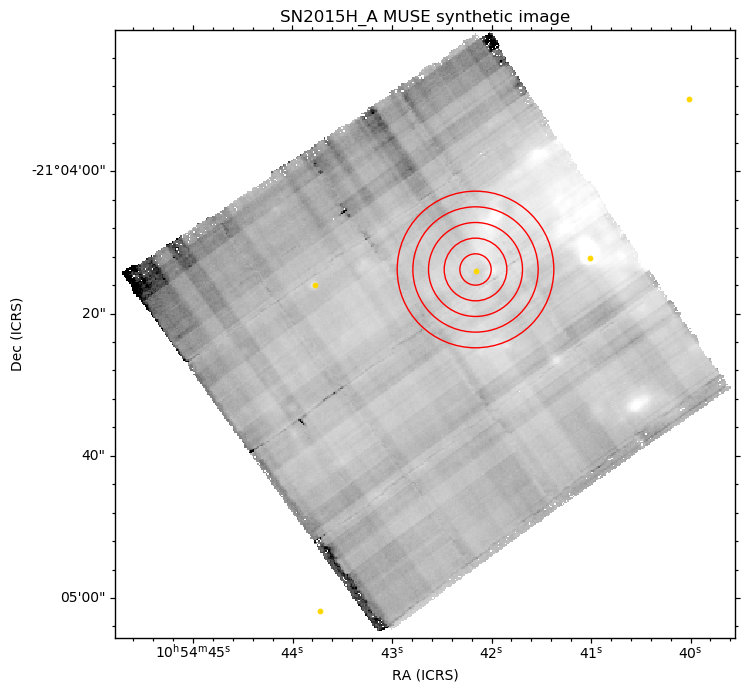 SN2015H_A MUSE synthetic image
-21°04'00"
20"
40"
05'00"
Dec (ICRS)
10ʰ54ᵐ45ˢ 44ˢ 43ˢ 42ˢ 41ˢ 40ˢ
RA (ICRS)